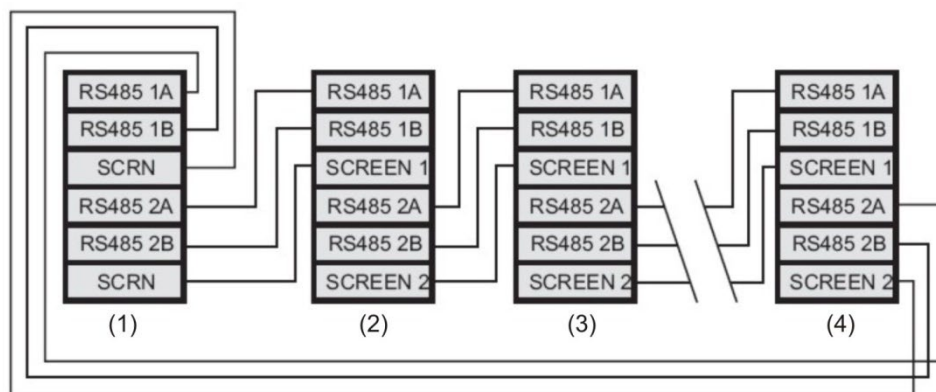 RS485 1A
RS485 1B
SCRN
RS485 2A
RS485 2B
SCRN
(1)
RS485 1A
RS485 1B
SCREEN 1
RS485 2A
RS485 2B
SCREEN 2
(2)
RS485 1A
RS485 1B
SCREEN 1
RS485 2A
RS485 2B
SCREEN 2
(3)
RS485 1A
RS485 1B
SCREEN 1
RS485 2A
RS485 2B
SCREEN 2
(4)